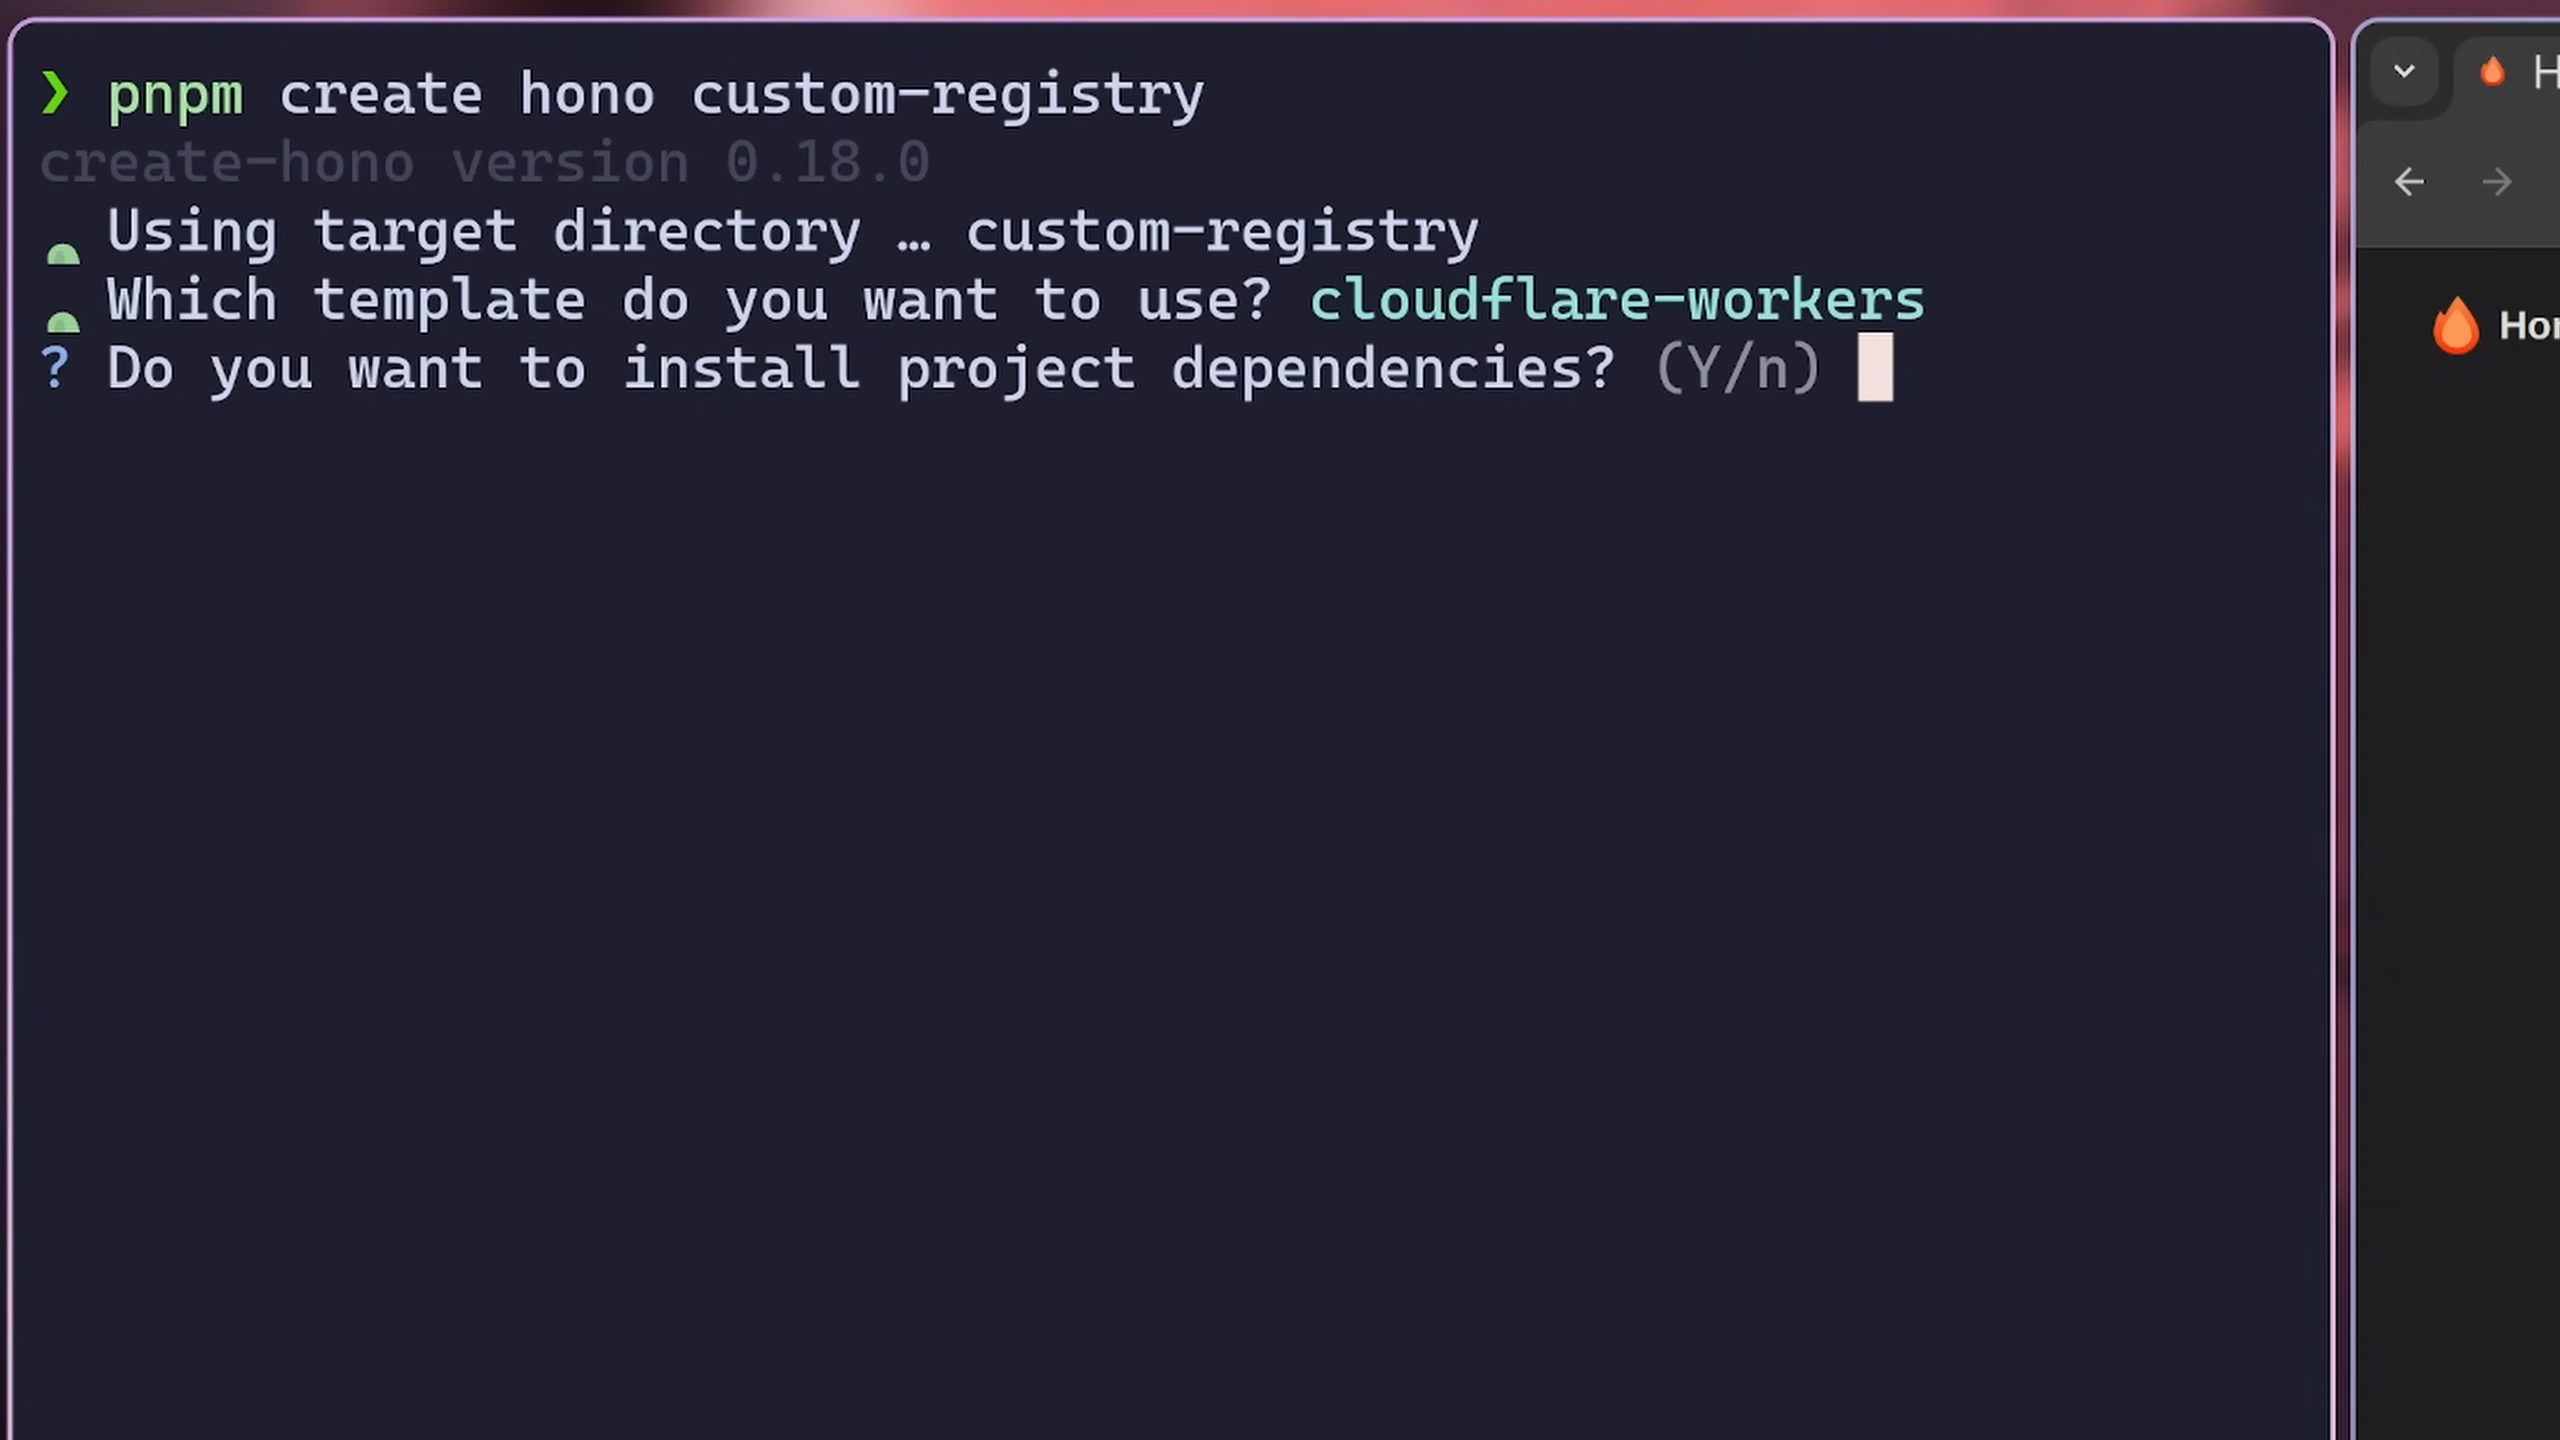 ❯ pnpm create hono custom-registry
create-hono version 0.18.0
Using target directory … custom-registry
Which template do you want to use? cloudflare-workers
? Do you want to install project dependencies? (Y/n)